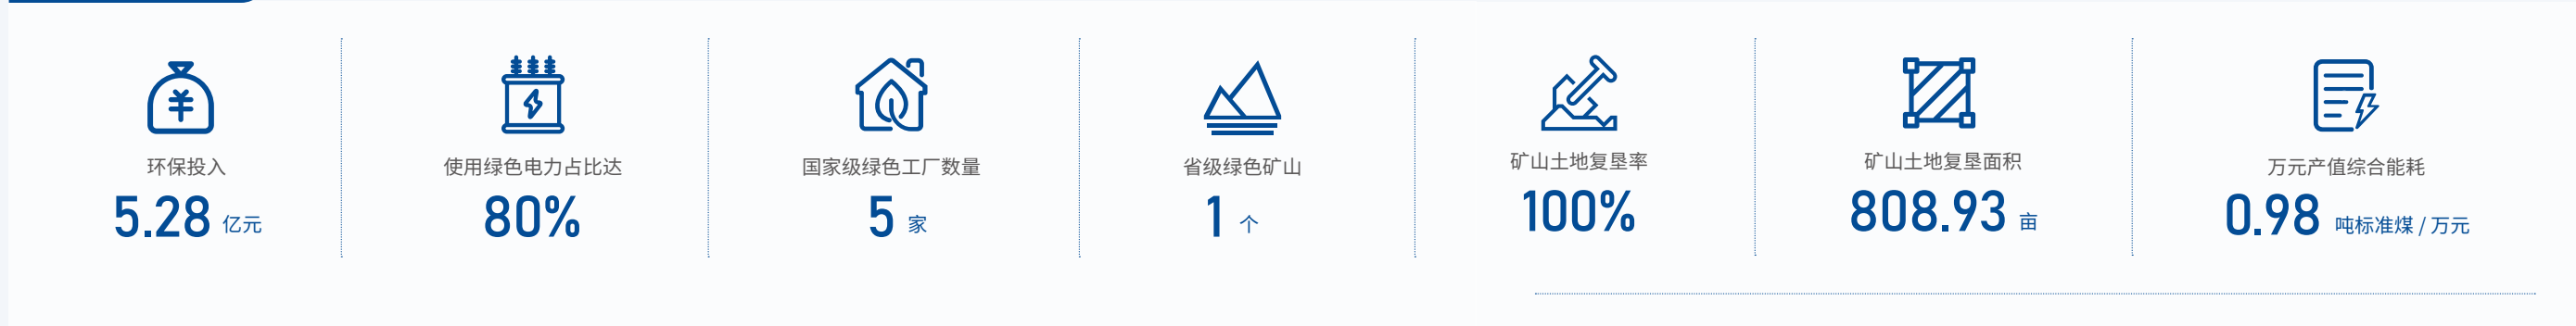 环保投入
5.28 亿元
使用绿色电力占比达
80%
国家级绿色工厂数量
5 家
省级绿色矿山
1 个
矿山土地复垦率
100%
矿山土地复垦面积
808.93 亩
万元产值综合能耗
0.98 吨标准煤 / 万元